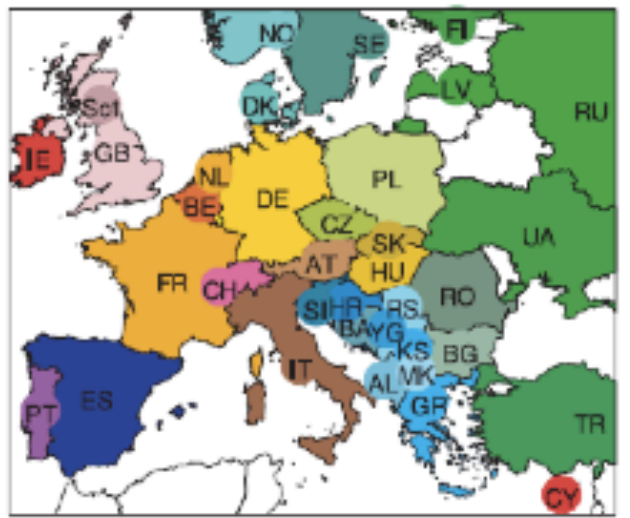 NO
SE
FI
LV
DK
RU
Sct
IE
GB
NL
BE
DE
PL
CZ
SK
UA
AT
HU
FR
CH
SI
HR
RS
RO
BA
YG
KS
BG
IT
AL
MK
GR
PT
ES
TR
CY